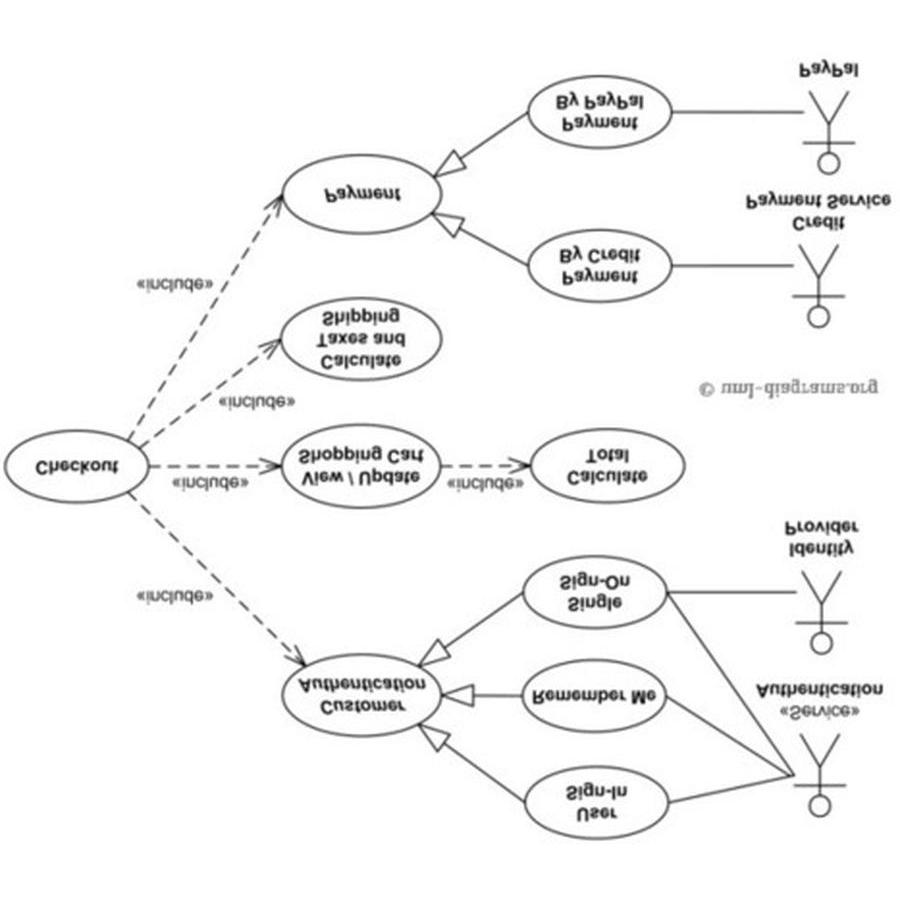 User
Sign-In
«Service»
Authentication
Customer
Authentication
Remember Me
Single
Sign-On
Identity
Provider
«include»
Checkout
«include»
View / Update
Shopping Cart
«include»
Calculate
Total
«include»
© uml-diagrams.org
Calculate
Taxes and
Shipping
«include»
Payment
By Credit
Credit
Payment Service
Payment
Payment
By PayPal
PayPal